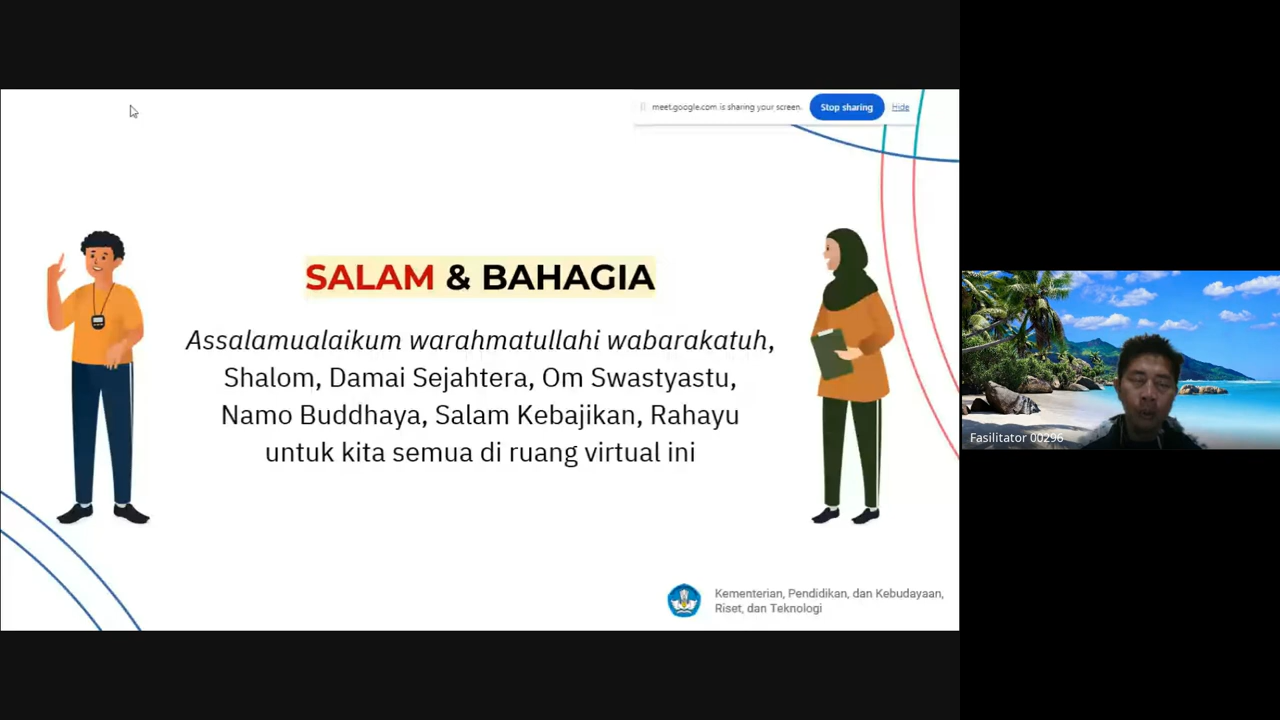 meet.google.com is sharing your screen.
Stop sharing
Hide
SALAM & BAHAGIA
Assalamualaikum warahmatullahi wabarakatuh,
Shalom, Damai Sejahtera, Om Swastyastu,
Namo Buddhaya, Salam Kebajikan, Rahayu
untuk kita semua di ruang virtual ini
Kementerian, Pendidikan, dan Kebudayaan,
Riset, dan Teknologi
Fasilitator 00296